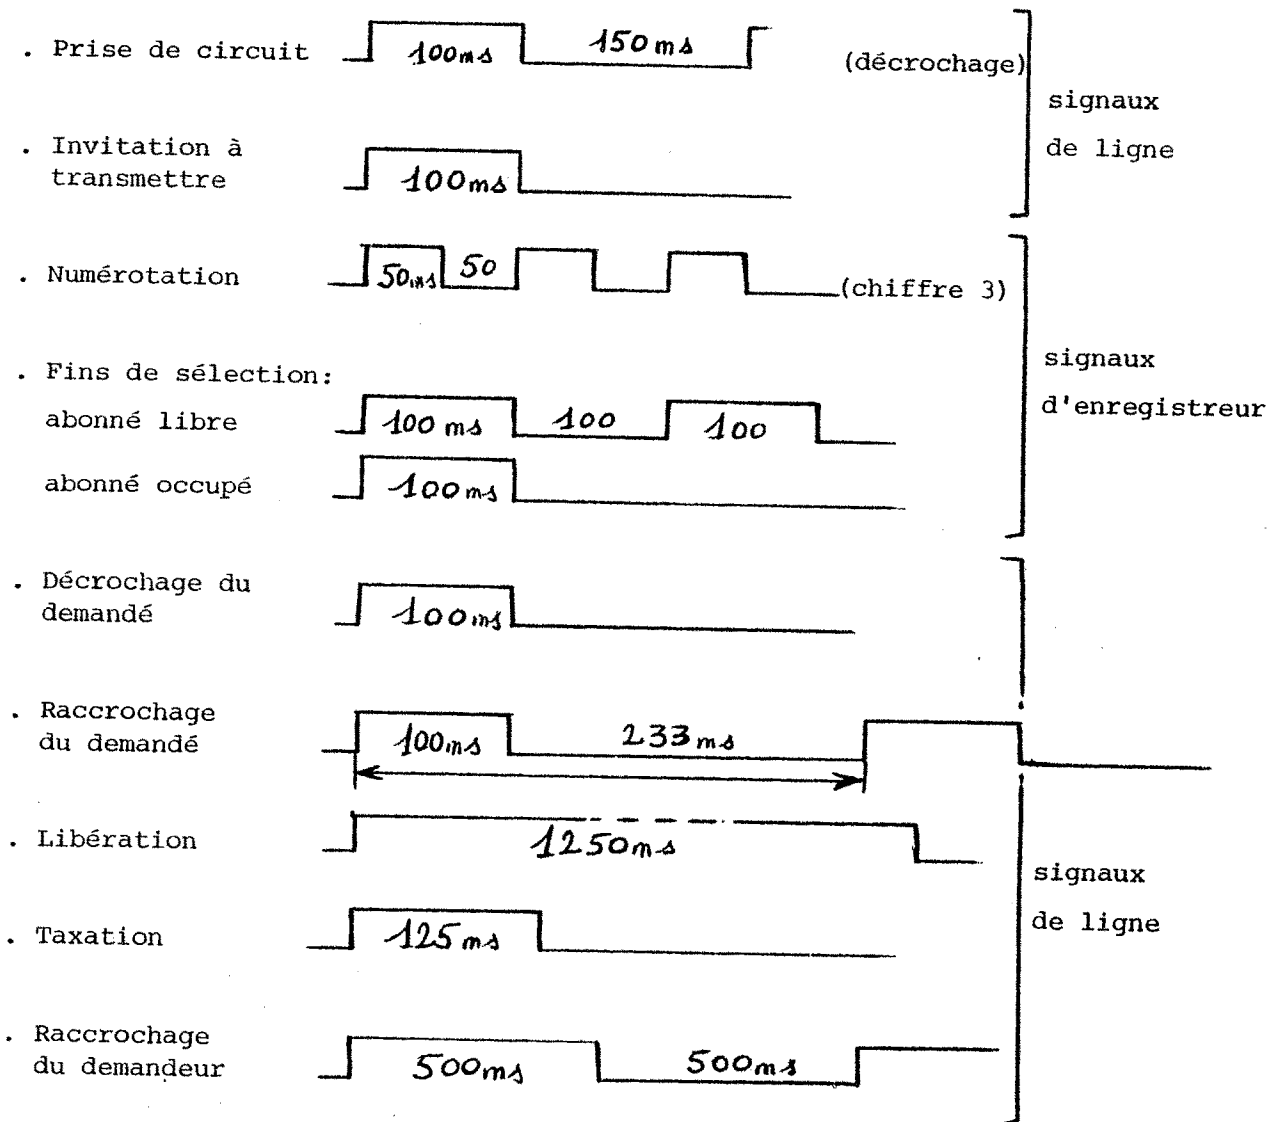 . Prise de circuit 100ms 150ms (décrochage)
signaux
de ligne
. Invitation à
transmettre 100ms
. Numérotation 50ms 50 (chiffre 3)
signaux
d'enregistreur
. Fins de sélection:
abonné libre 100 ms 100 100
abonné occupé 100ms
. Décrochage du
demandé 100ms
. Raccrochage
du demandé 100ms 233ms
. Libération 1250ms
signaux
de ligne
. Taxation 125ms
. Raccrochage
du demandeur 500ms 500ms